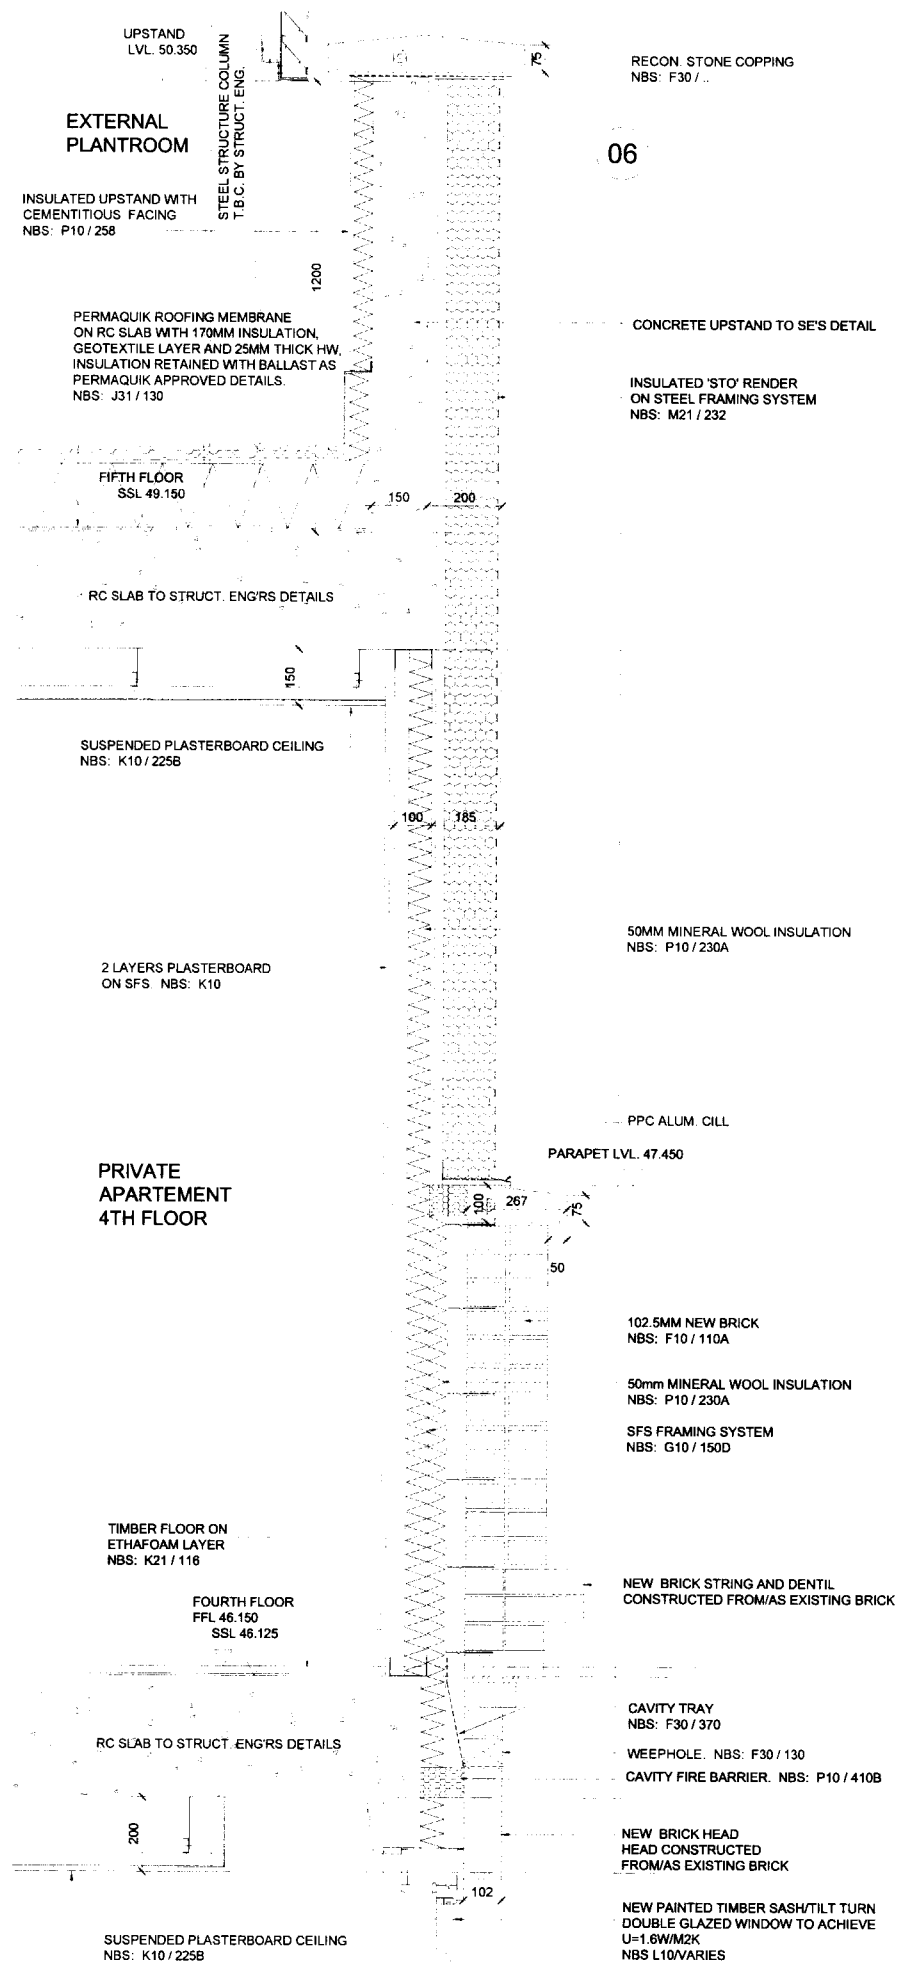 UPSTAND
LVL. 50.350
STEEL STRUCTURE COLUMN
T.B.C. BY STRUCT. ENG.
75
RECON. STONE COPPING
NBS: F30 / ..
EXTERNAL
PLANTROOM
06
INSULATED UPSTAND WITH
CEMENTITIOUS FACING
NBS: P10 / 258
1200
PERMAQUIK ROOFING MEMBRANE
ON RC SLAB WITH 170MM INSULATION,
GEOTEXTILE LAYER AND 25MM THICK HW,
INSULATION RETAINED WITH BALLAST AS
PERMAQUIK APPROVED DETAILS.
NBS: J31 / 130
CONCRETE UPSTAND TO SE'S DETAIL
INSULATED 'STO' RENDER
ON STEEL FRAMING SYSTEM
NBS: M21 / 232
FIFTH FLOOR
SSL 49.150
150
200
RC SLAB TO STRUCT. ENG'RS DETAILS
150
SUSPENDED PLASTERBOARD CEILING
NBS: K10 / 225B
100
185
50MM MINERAL WOOL INSULATION
NBS: P10 / 230A
2 LAYERS PLASTERBOARD
ON SFS. NBS: K10
PPC ALUM. CILL
PARAPET LVL. 47.450
PRIVATE
APARTEMENT
4TH FLOOR
100
267
75
50
102.5MM NEW BRICK
NBS: F10 / 110A
50mm MINERAL WOOL INSULATION
NBS: P10 / 230A
SFS FRAMING SYSTEM
NBS: G10 / 150D
TIMBER FLOOR ON
ETHAFOAM LAYER
NBS: K21 / 116
NEW BRICK STRING AND DENTIL
CONSTRUCTED FROM/AS EXISTING BRICK
FOURTH FLOOR
FFL 46.150
SSL 46.125
CAVITY TRAY
NBS: F30 / 370
RC SLAB TO STRUCT. ENG'RS DETAILS
WEEPHOLE. NBS: F30 / 130
CAVITY FIRE BARRIER. NBS: P10 / 410B
200
NEW BRICK HEAD
HEAD CONSTRUCTED
FROM/AS EXISTING BRICK
102
NEW PAINTED TIMBER SASH/TILT TURN
DOUBLE GLAZED WINDOW TO ACHIEVE
U=1.6W/M2K
NBS L10/VARIES
SUSPENDED PLASTERBOARD CEILING
NBS: K10 / 225B